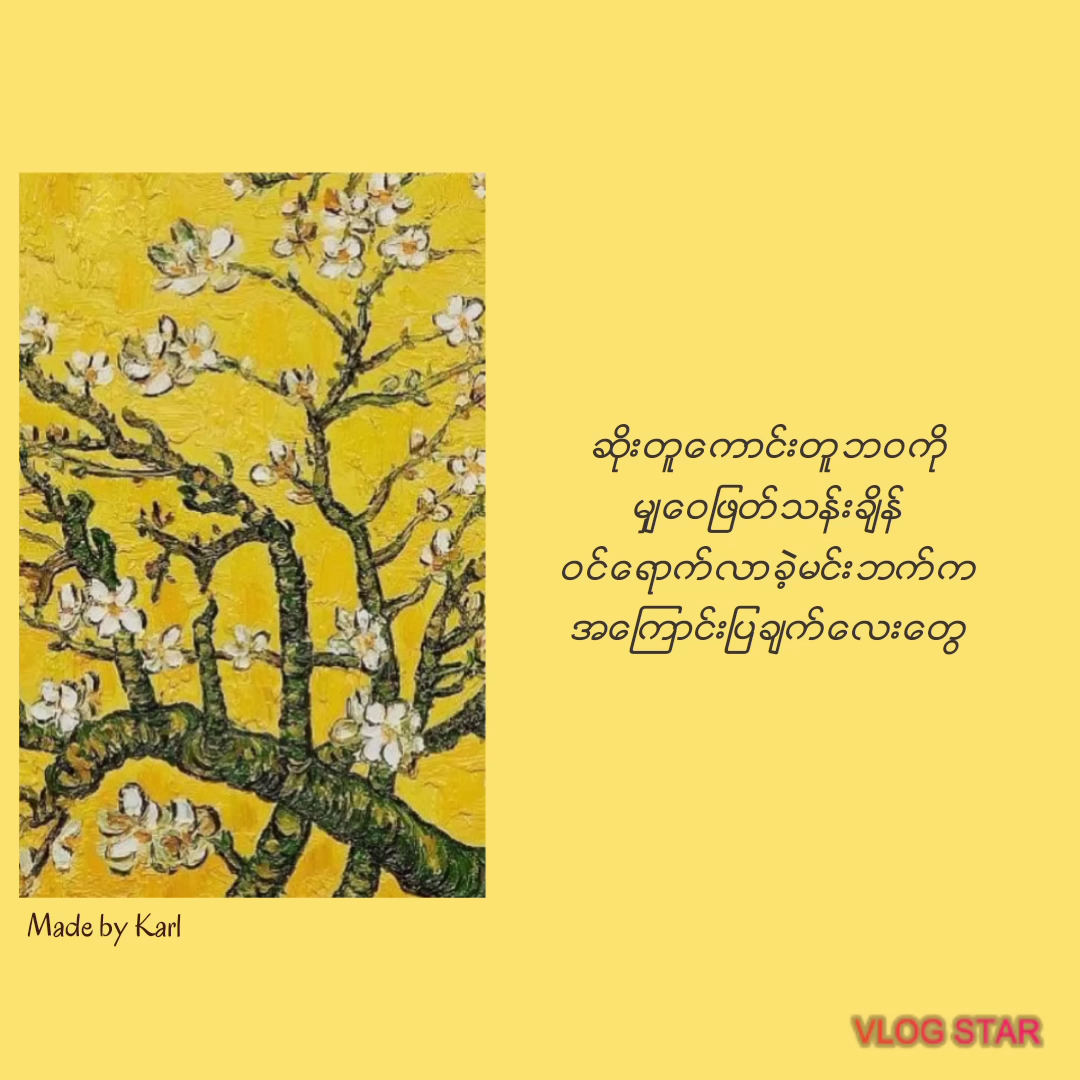 ဆိုးတူကောင်းတူဘဝကို
မျှဝေဖြတ်သန်းချိန်
ဝင်ရောက်လာခဲ့မင်းဘက်က
အကြောင်းပြချက်လေးတွေ
Made by Karl
VLOG STAR